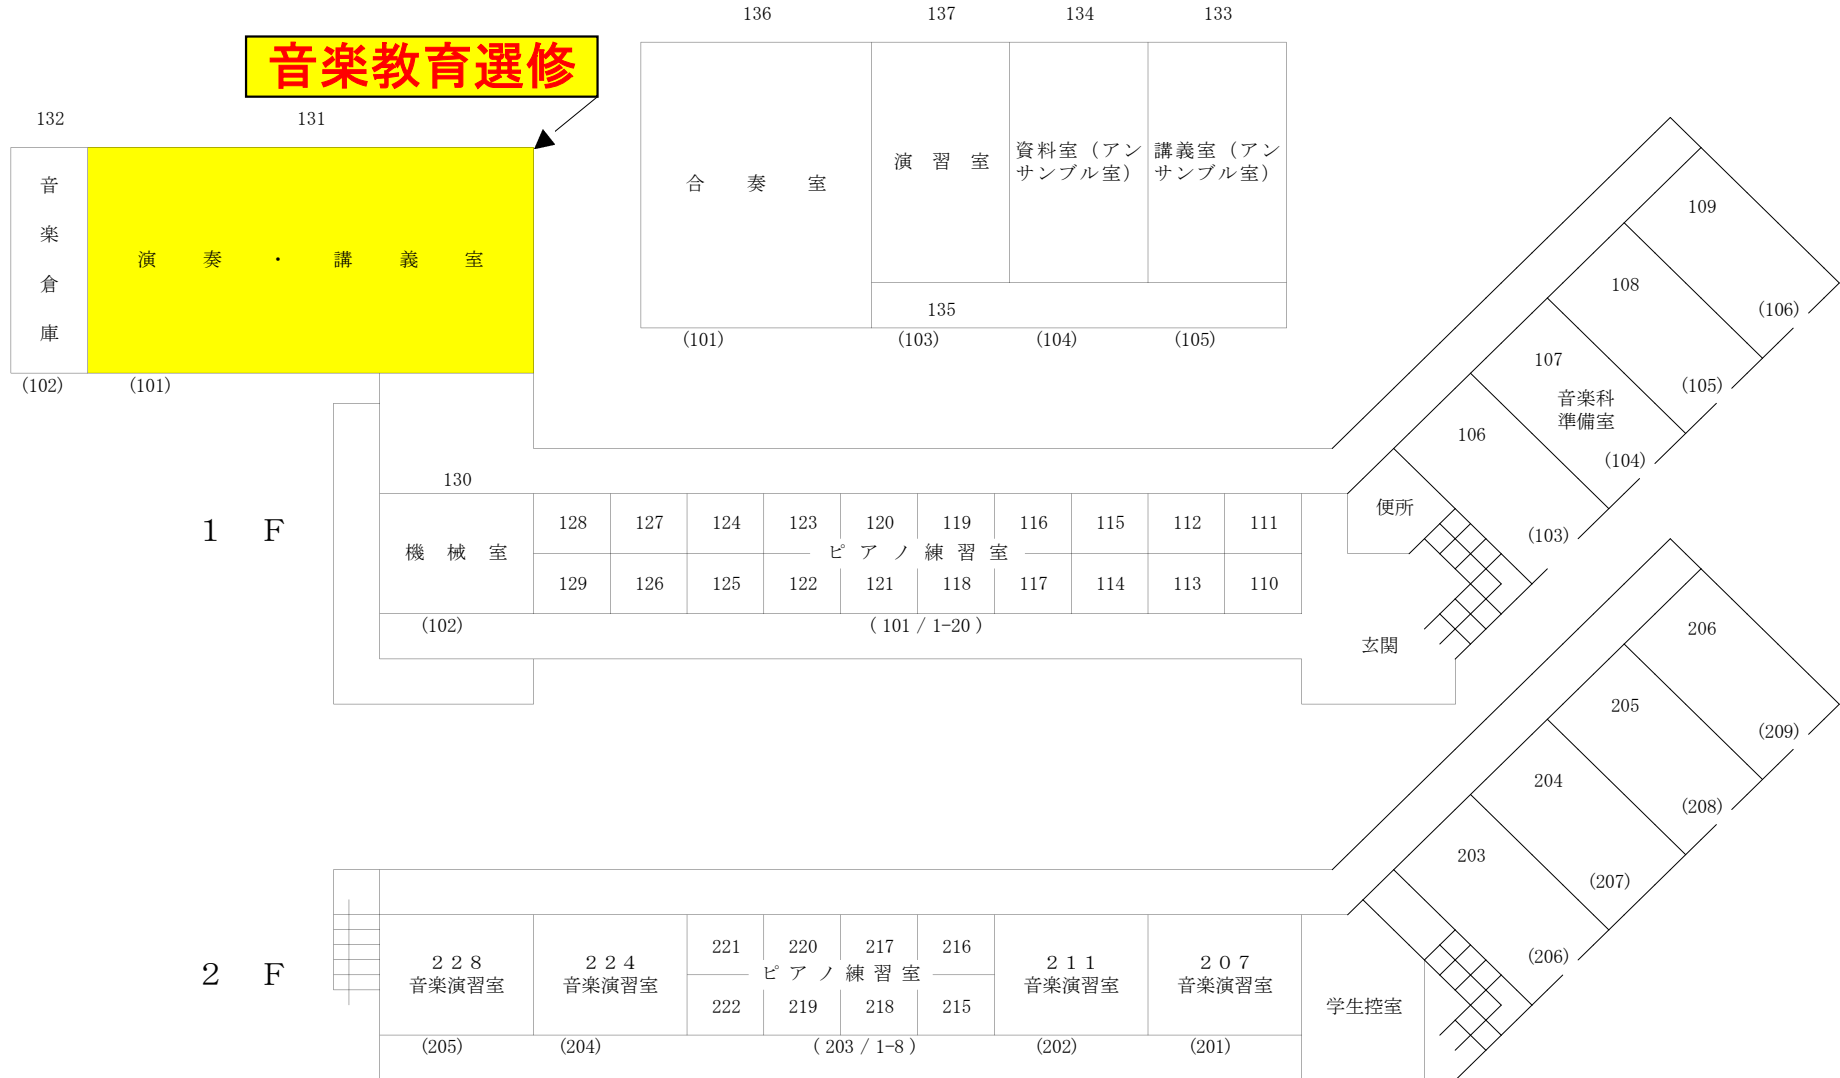 136 137 134 133
音楽教育選修
132 131
音楽倉庫
演奏・講義室
合奏室
演習室
資料室（アン
サンブル室）
講義室（アン
サンブル室）
135
(101) (103) (104) (105)
(102) (101)
109
108 (106)
107 (105)
音楽科
準備室
106 (104)
便所 (103)
130
1 F
機械室
128 127 124 123 120 119 116 115 112 111
ピアノ練習室
129 126 125 122 121 118 117 114 113 110
(102) ( 101 / 1-20 )
玄関
206
205 (209)
204 (208)
203 (207)
(206)
2 F
２２８
音楽演習室
２２４
音楽演習室
221 220 217 216
ピアノ練習室
222 219 218 215
２１１
音楽演習室
２０７
音楽演習室
学生控室
(205) (204) ( 203 / 1-8 ) (202) (201)